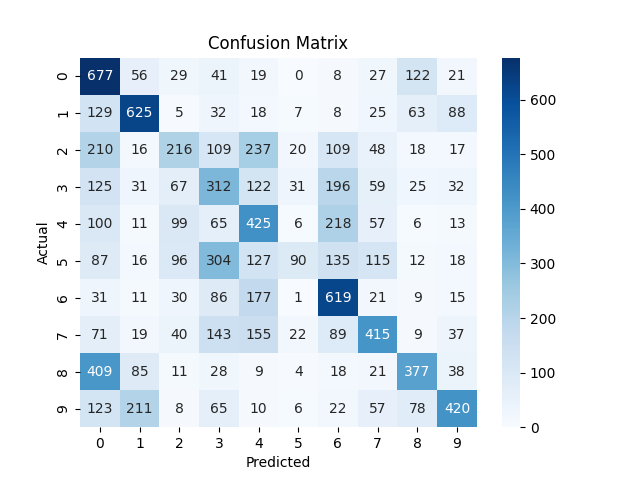 Confusion Matrix
0 677 56 29 41 19 0 8 27 122 21
1 129 625 5 32 18 7 8 25 63 88
2 210 16 216 109 237 20 109 48 18 17
3 125 31 67 312 122 31 196 59 25 32
4 100 11 99 65 425 6 218 57 6 13
5 87 16 96 304 127 90 135 115 12 18
6 31 11 30 86 177 1 619 21 9 15
7 71 19 40 143 155 22 89 415 9 37
8 409 85 11 28 9 4 18 21 377 38
9 123 211 8 65 10 6 22 57 78 420
0 1 2 3 4 5 6 7 8 9
Predicted
Actual
600
500
400
300
200
100
0